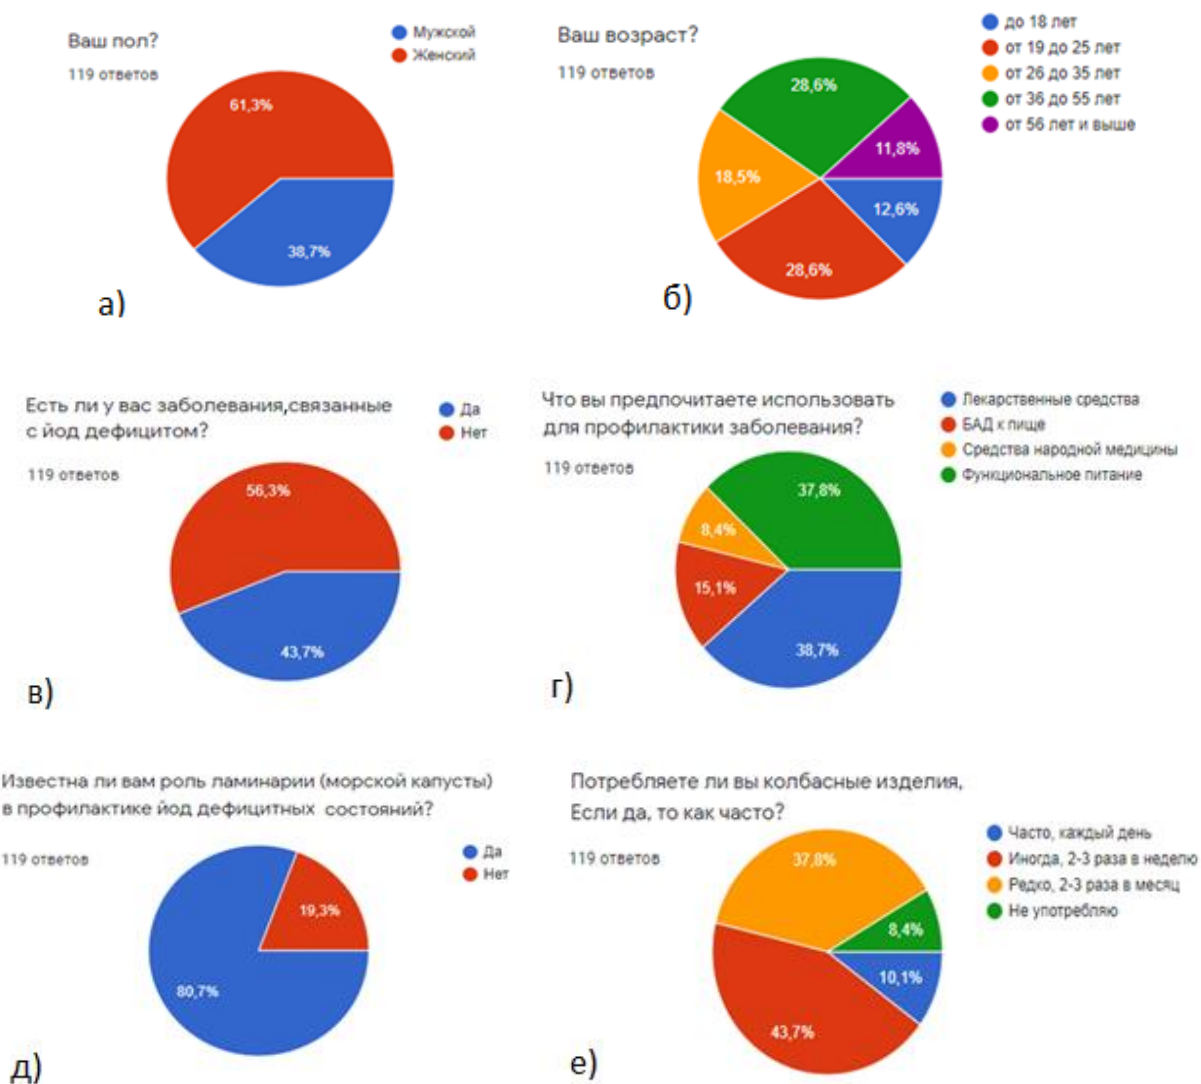 Ваш пол?
119 ответов
Мужской
Женский
61,3%
38,7%
а)
Ваш возраст?
119 ответов
до 18 лет
от 19 до 25 лет
от 26 до 35 лет
от 36 до 55 лет
от 56 лет и выше
28,6%
11,8%
18,5%
12,6%
28,6%
б)
Есть ли у вас заболевания,связанные
с йод дефицитом?
119 ответов
Да
Нет
56,3%
43,7%
в)
Что вы предпочитаете использовать
для профилактики заболевания?
119 ответов
Лекарственные средства
БАД к пище
Средства народной медицины
Функциональное питание
37,8%
8,4%
15,1%
38,7%
г)
Известна ли вам роль ламинарии (морской капусты)
в профилактике йод дефицитных состояний?
119 ответов
Да
Нет
19,3%
80,7%
д)
Потребляете ли вы колбасные изделия,
Если да, то как часто?
119 ответов
Часто, каждый день
Иногда, 2-3 раза в неделю
Редко, 2-3 раза в месяц
Не употребляю
37,8%
8,4%
10,1%
43,7%
е)